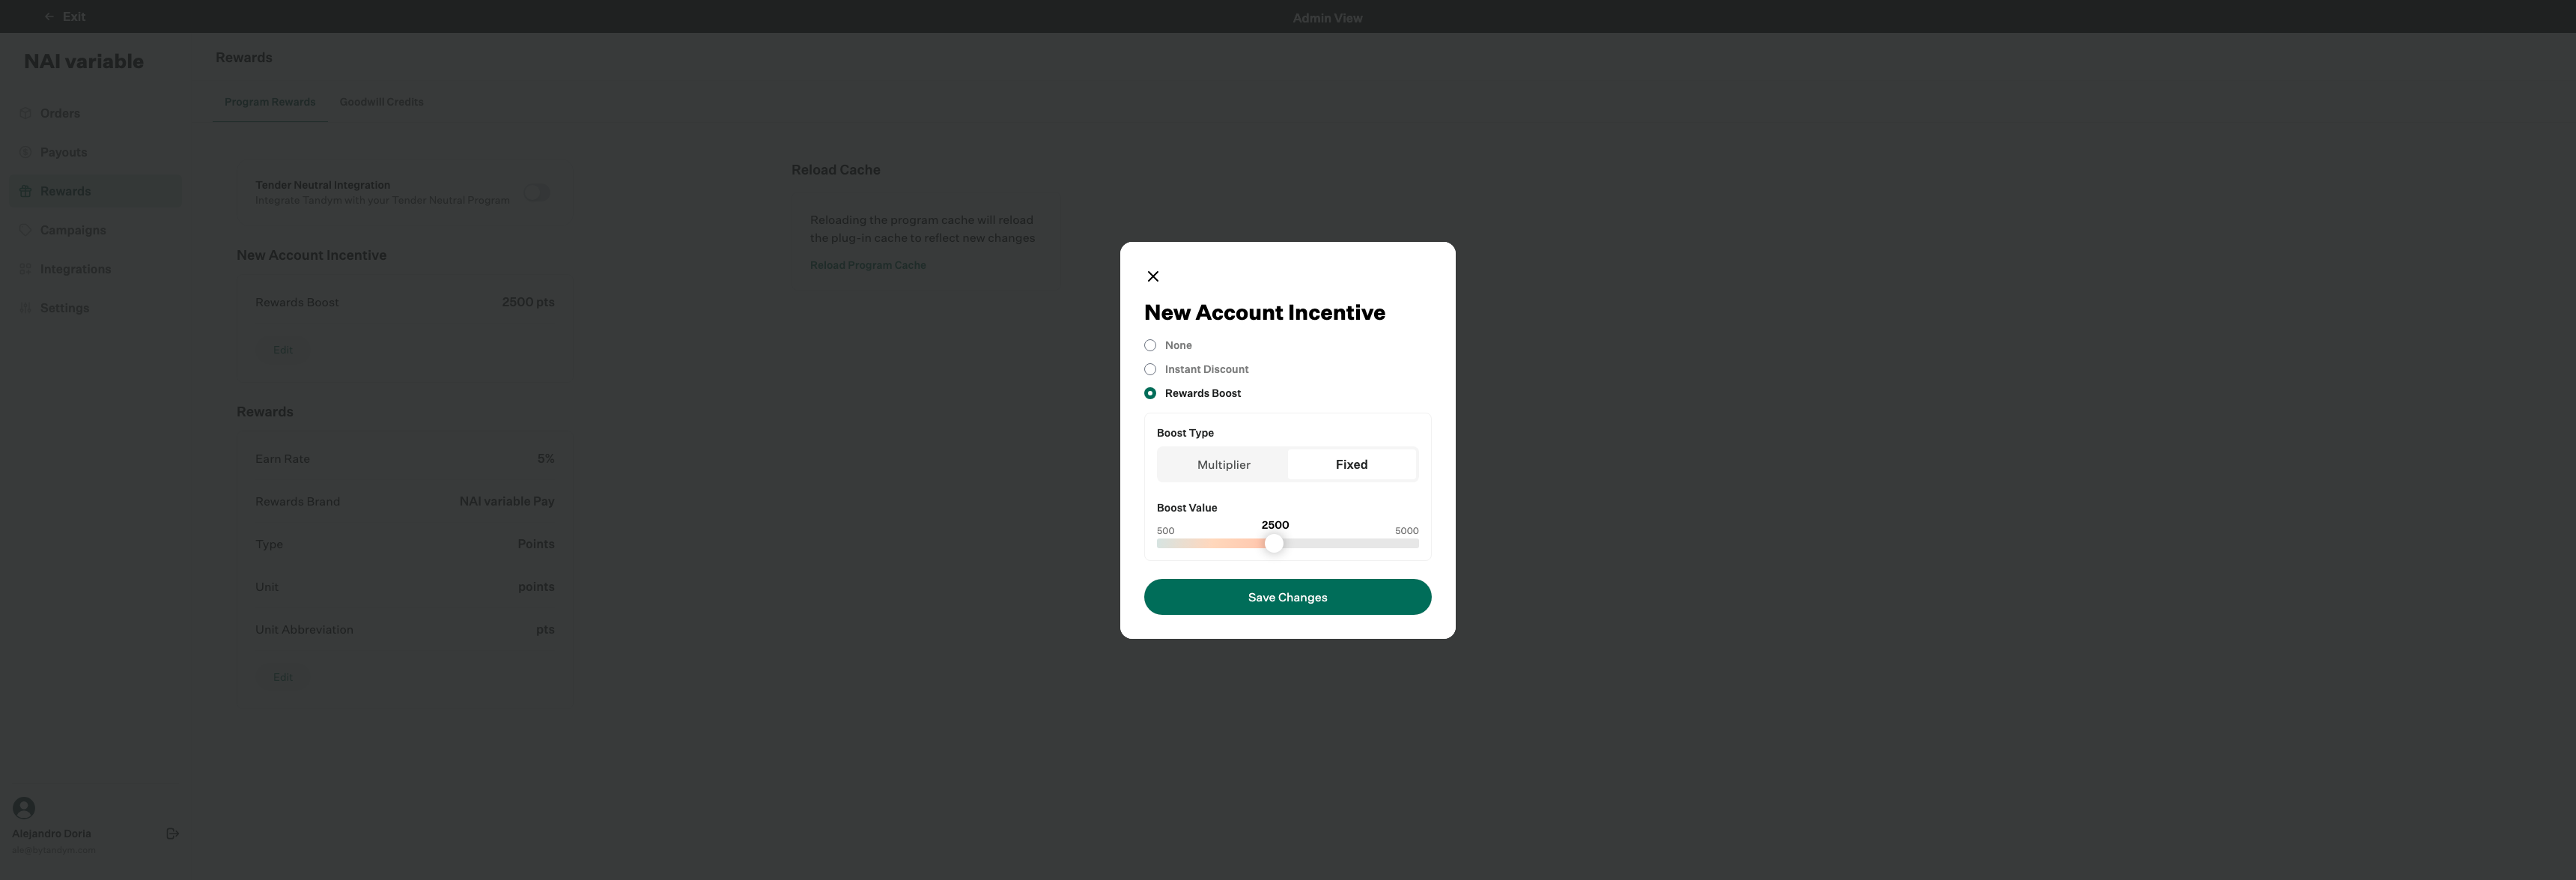 Exit
Admin View
NAI variable
Orders
Payouts
Rewards
Campaigns
Integrations
Settings
Alejandro Doria
ale@bytandym.com
Rewards
Program Rewards
Goodwill Credits
Tender Neutral Integration
Integrate Tandym with your Tender Neutral Program
New Account Incentive
Rewards Boost 2500 pts
Edit
Rewards
Earn Rate 5%
Rewards Brand NAI variable Pay
Type Points
Unit points
Unit Abbreviation pts
Edit
Reload Cache
Reloading the program cache will reload
the plug-in cache to reflect new changes
Reload Program Cache
New Account Incentive
None
Instant Discount
Rewards Boost
Boost Type
Multiplier Fixed
Boost Value
500 2500 5000
Save Changes